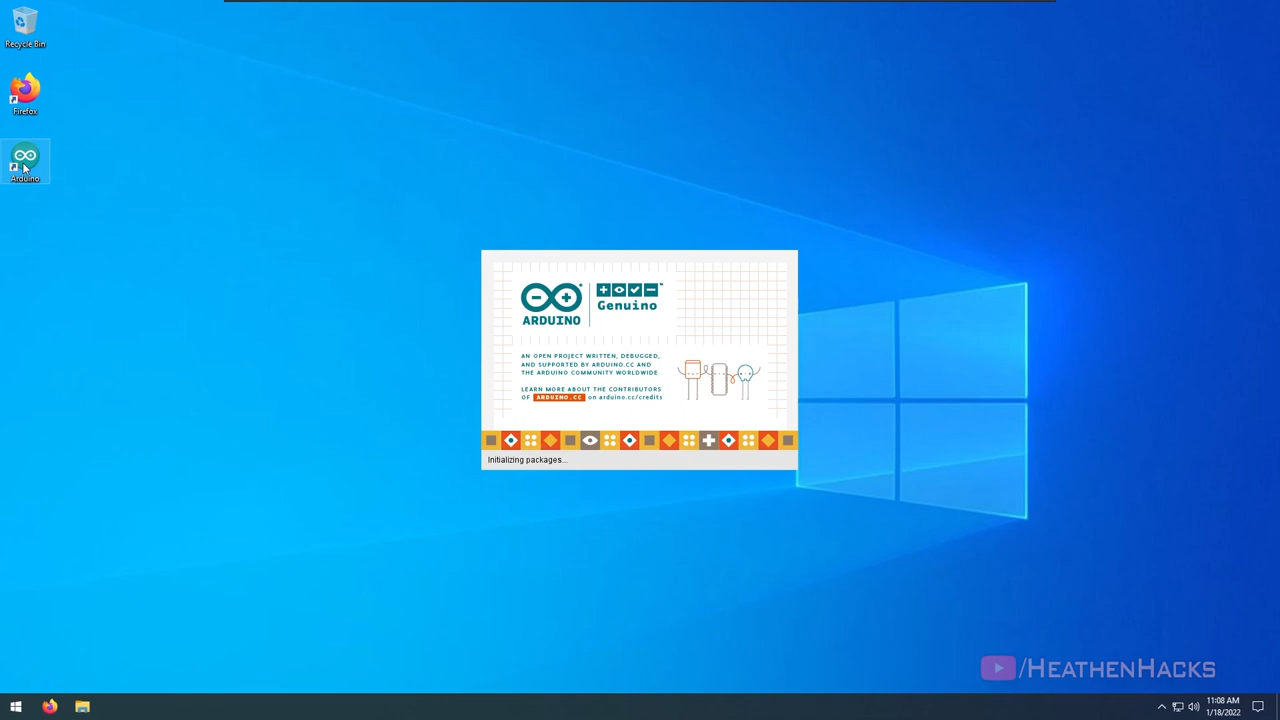 Recycle Bin
Firefox
Arduino
ARDUINO
Genuino
AN OPEN PROJECT WRITTEN, DEBUGGED,
AND SUPPORTED BY ARDUINO.CC AND
THE ARDUINO COMMUNITY WORLDWIDE
LEARN MORE ABOUT THE CONTRIBUTORS
OF ARDUINO.CC on arduino.cc/credits
Initializing packages...
/HeathenHacks
11:08 AM
1/18/2022